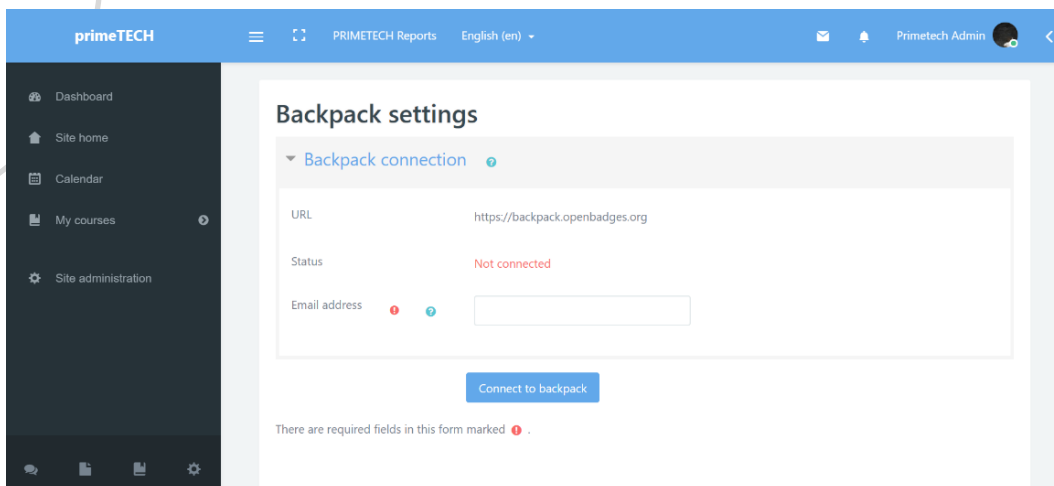 primeTECH
PRIMETECH Reports
English (en)
Primetech Admin
Dashboard
Site home
Calendar
My courses
Site administration
Backpack settings
Backpack connection
URL
https://backpack.openbadges.org
Status
Not connected
Email address
Connect to backpack
There are required fields in this form marked .